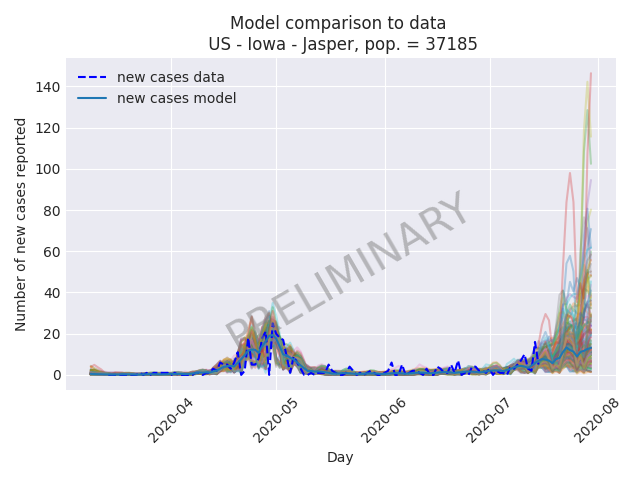 Model comparison to data
US - Iowa - Jasper, pop. = 37185
new cases data
new cases model
PRELIMINARY
Number of new cases reported
140
120
100
80
60
40
20
0
2020-04
2020-05
2020-06
2020-07
2020-08
Day